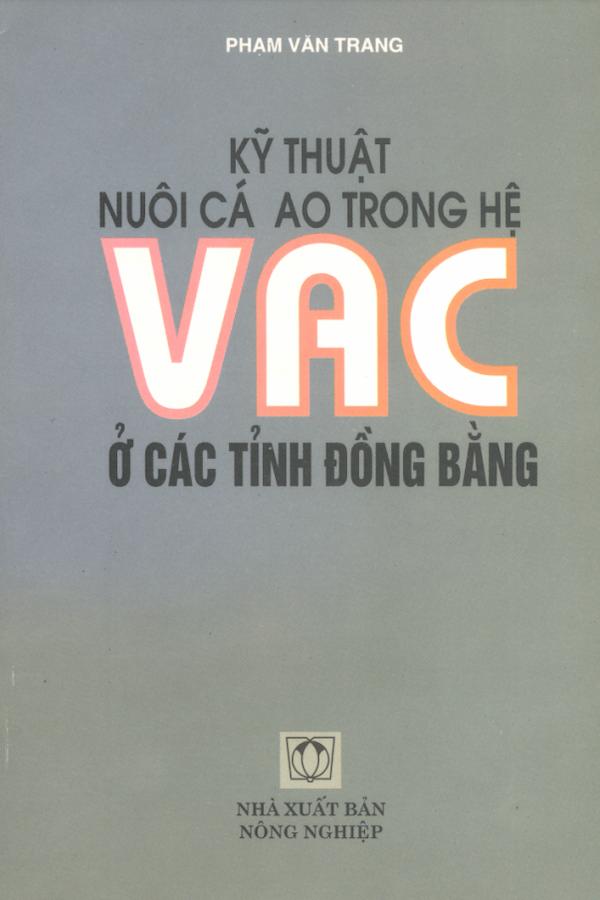 PHẠM VĂN TRANG
KỸ THUẬT
NUÔI CÁ AO TRONG HỆ
VAC
Ở CÁC TỈNH ĐỒNG BẰNG
NHÀ XUẤT BẢN
NÔNG NGHIỆP